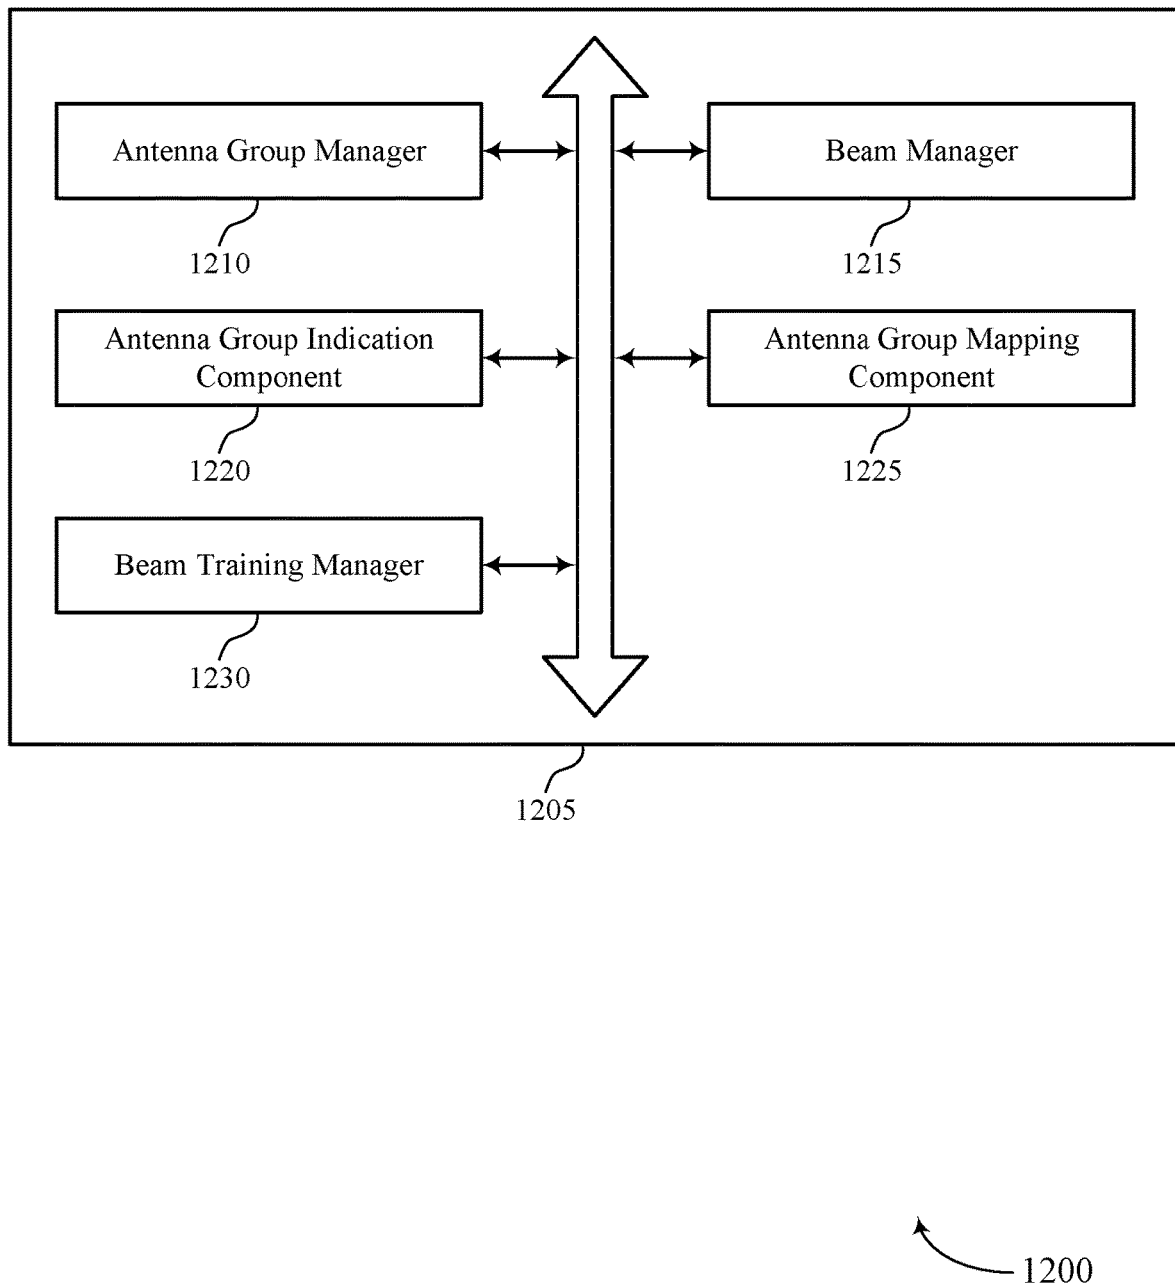 Antenna Group Manager
1210
Beam Manager
1215
Antenna Group Indication
Component
1220
Antenna Group Mapping
Component
1225
Beam Training Manager
1230
1205
1200